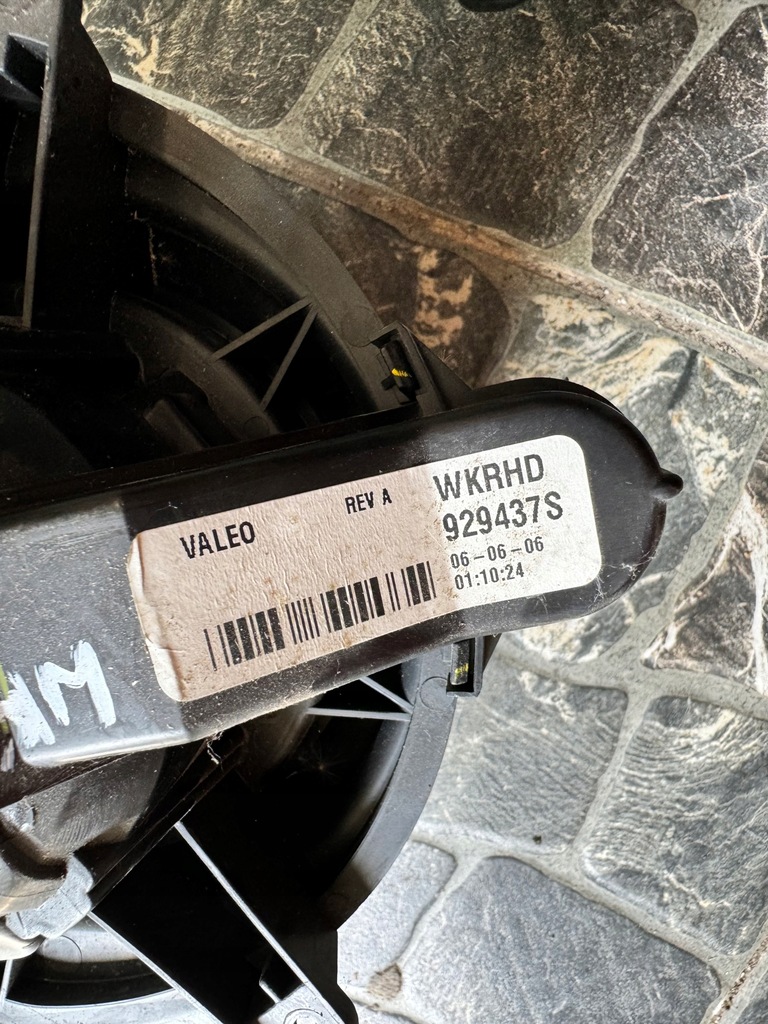 VALEO
REV A
WKRHD
929437S
06-06-06
01:10:24